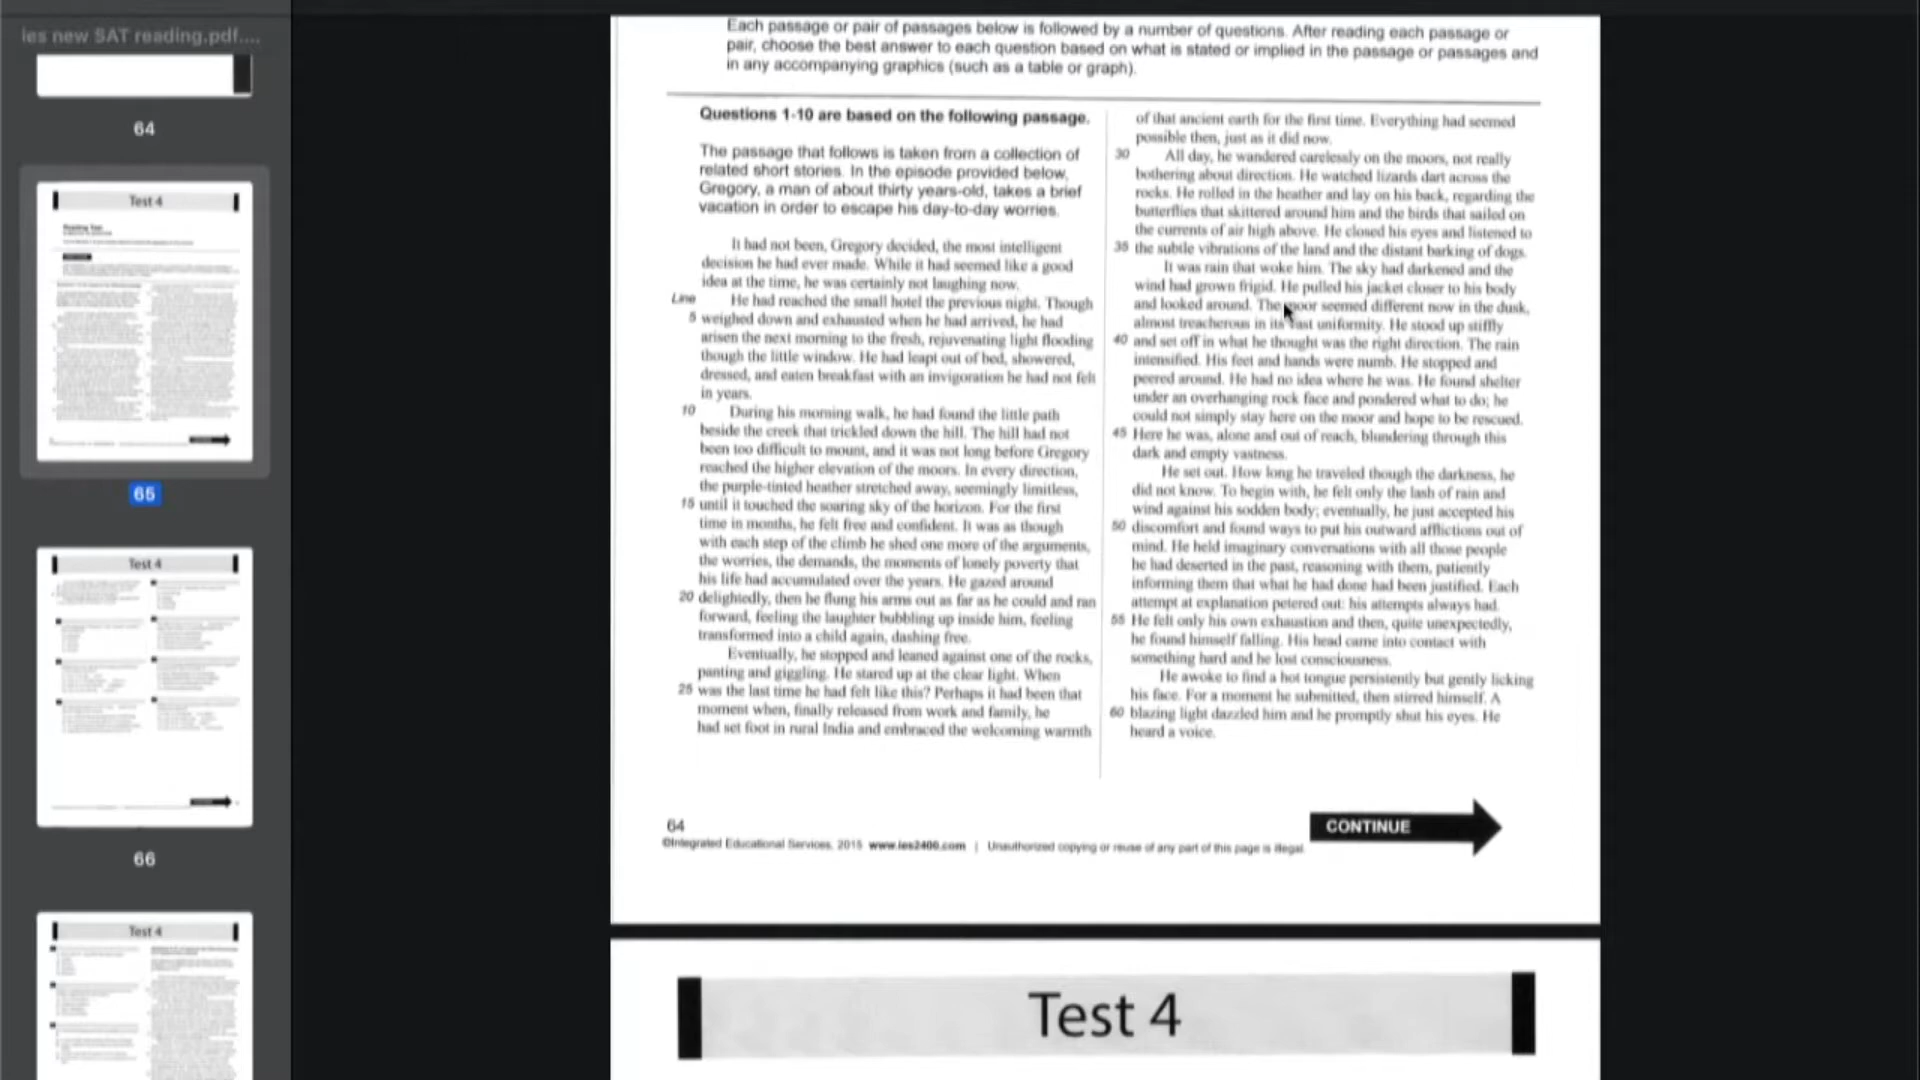 ies new SAT reading.pdf....
64
Test 4
65
Test 4
66
Test 4
Each passage or pair of passages below is followed by a number of questions. After reading each passage or
pair, choose the best answer to each question based on what is stated or implied in the passage or passages and
in any accompanying graphics (such as a table or graph).
Questions 1-10 are based on the following passage.
The passage that follows is taken from a collection of
related short stories. In the episode provided below,
Gregory, a man of about thirty years-old, takes a brief
vacation in order to escape his day-to-day worries.
It had not been, Gregory decided, the most intelligent
decision he had ever made. While it had seemed like a good
idea at the time, he was certainly not laughing now.
Line He had reached the small hotel the previous night. Though
5 weighed down and exhausted when he had arrived, he had
arisen the next morning to the fresh, rejuvenating light flooding
though the little window. He had leapt out of bed, showered,
dressed, and eaten breakfast with an invigoration he had not felt
in years.
10 During his morning walk, he had found the little path
beside the creek that trickled down the hill. The hill had not
been too difficult to mount, and it was not long before Gregory
reached the higher elevation of the moors. In every direction,
the purple-tinted heather stretched away, seemingly limitless,
15 until it touched the soaring sky of the horizon. For the first
time in months, he felt free and confident. It was as though
with each step of the climb he shed one more of the arguments,
the worries, the demands, the moments of lonely poverty that
his life had accumulated over the years. He gazed around
20 delightedly, then he flung his arms out as far as he could and ran
forward, feeling the laughter bubbling up inside him, feeling
transformed into a child again, dashing free.
Eventually, he stopped and leaned against one of the rocks,
panting and giggling. He stared up at the clear light. When
25 was the last time he had felt like this? Perhaps it had been that
moment when, finally released from work and family, he
had set foot in rural India and embraced the welcoming warmth
of that ancient earth for the first time. Everything had seemed
possible then, just as it did now.
30 All day, he wandered carelessly on the moors, not really
bothering about direction. He watched lizards dart across the
rocks. He rolled in the heather and lay on his back, regarding the
butterflies that skittered around him and the birds that sailed on
the currents of air high above. He closed his eyes and listened to
35 the subtle vibrations of the land and the distant barking of dogs.
It was rain that woke him. The sky had darkened and the
wind had grown frigid. He pulled his jacket closer to his body
and looked around. The moor seemed different now in the dusk,
almost treacherous in its vast uniformity. He stood up stiffly
40 and set off in what he thought was the right direction. The rain
intensified. His feet and hands were numb. He stopped and
peered around. He had no idea where he was. He found shelter
under an overhanging rock face and pondered what to do; he
could not simply stay here on the moor and hope to be rescued.
45 Here he was, alone and out of reach, blundering through this
dark and empty vastness.
He set out. How long he traveled though the darkness, he
did not know. To begin with, he felt only the lash of rain and
wind against his sodden body; eventually, he just accepted his
50 discomfort and found ways to put his outward afflictions out of
mind. He held imaginary conversations with all those people
he had deserted in the past, reasoning with them, patiently
informing them that what he had done had been justified. Each
attempt at explanation petered out: his attempts always had.
55 He felt only his own exhaustion and then, quite unexpectedly,
he found himself falling. His head came into contact with
something hard and he lost consciousness.
He awoke to find a hot tongue persistently but gently licking
his face. For a moment he submitted, then stirred himself. A
60 blazing light dazzled him and he promptly shut his eyes. He
heard a voice.
64
CONTINUE
©Integrated Educational Services, 2015 www.ies2400.com | Unauthorized copying or reuse of any part of this page is illegal.
Test 4